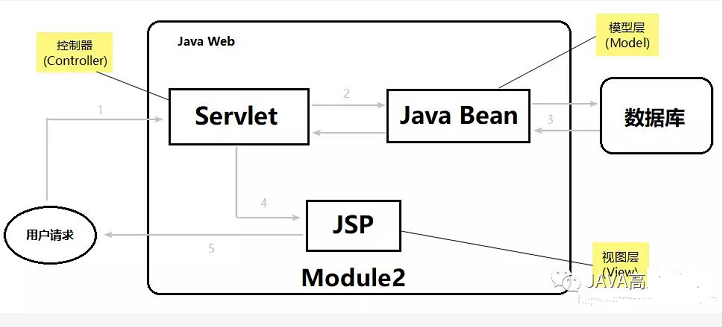 控制器
(Controller)
Java Web
模型层
(Model)
1
Servlet
2
Java Bean
3
数据库
用户请求
4
JSP
5
视图层
(View)
Module2
JAVA高